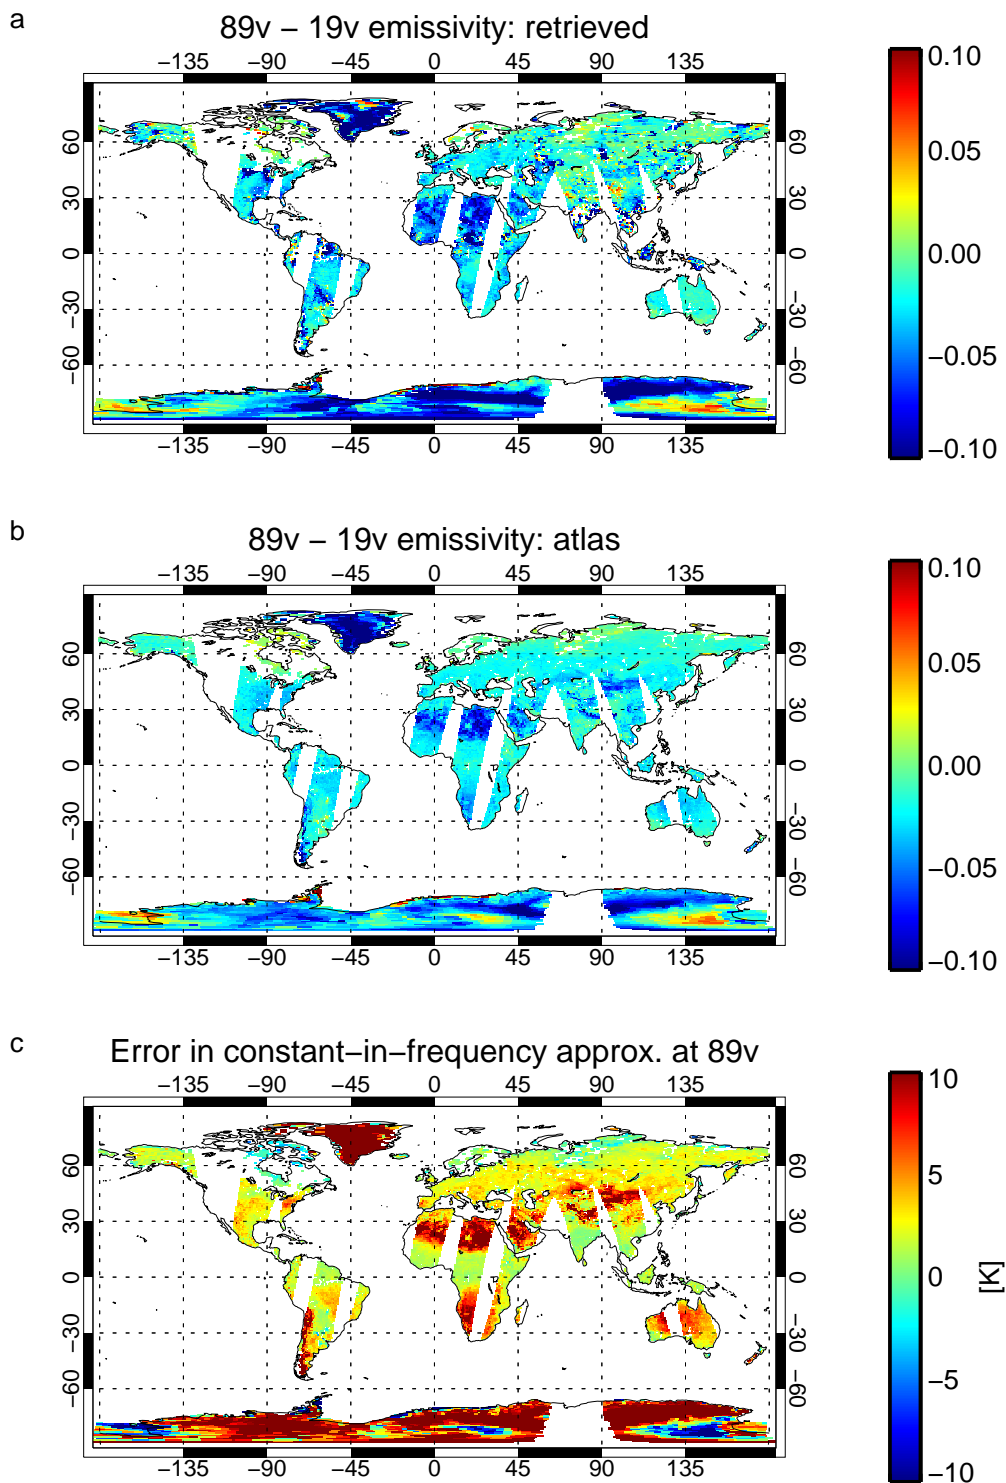 a
89v − 19v emissivity: retrieved
−135 −90 −45 0 45 90 135
60 60
30 30
0 0
−30 −30
−60 −60
−135 −90 −45 0 45 90 135
0.10
0.05
0.00
−0.05
−0.10
b
89v − 19v emissivity: atlas
−135 −90 −45 0 45 90 135
60 60
30 30
0 0
−30 −30
−60 −60
−135 −90 −45 0 45 90 135
0.10
0.05
0.00
−0.05
−0.10
c
Error in constant−in−frequency approx. at 89v
−135 −90 −45 0 45 90 135
60 60
30 30
0 0
−30 −30
−60 −60
−135 −90 −45 0 45 90 135
10
5
0
−5
−10
[K]